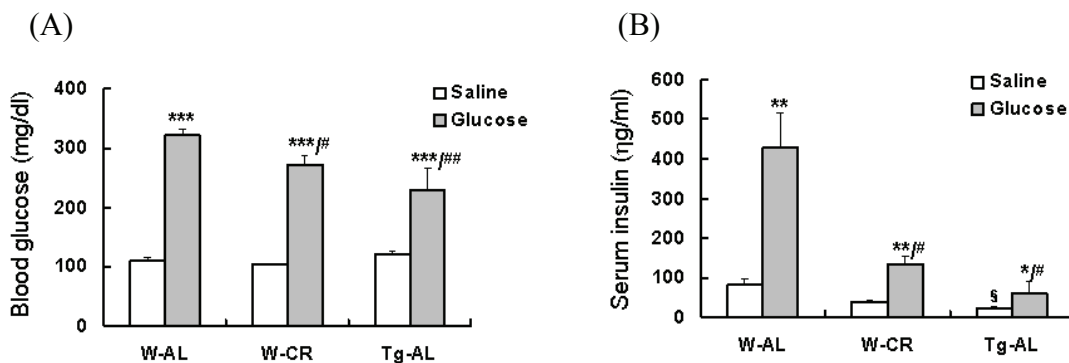 (A)
Blood glucose (mg/dl)
400
300
200
100
0
Saline
Glucose
***
***/#
***/##
W-AL
W-CR
Tg-AL
(B)
Serum insulin (ηg/ml)
600
500
400
300
200
100
0
Saline
Glucose
**
**/#
§
*/#
W-AL
W-CR
Tg-AL